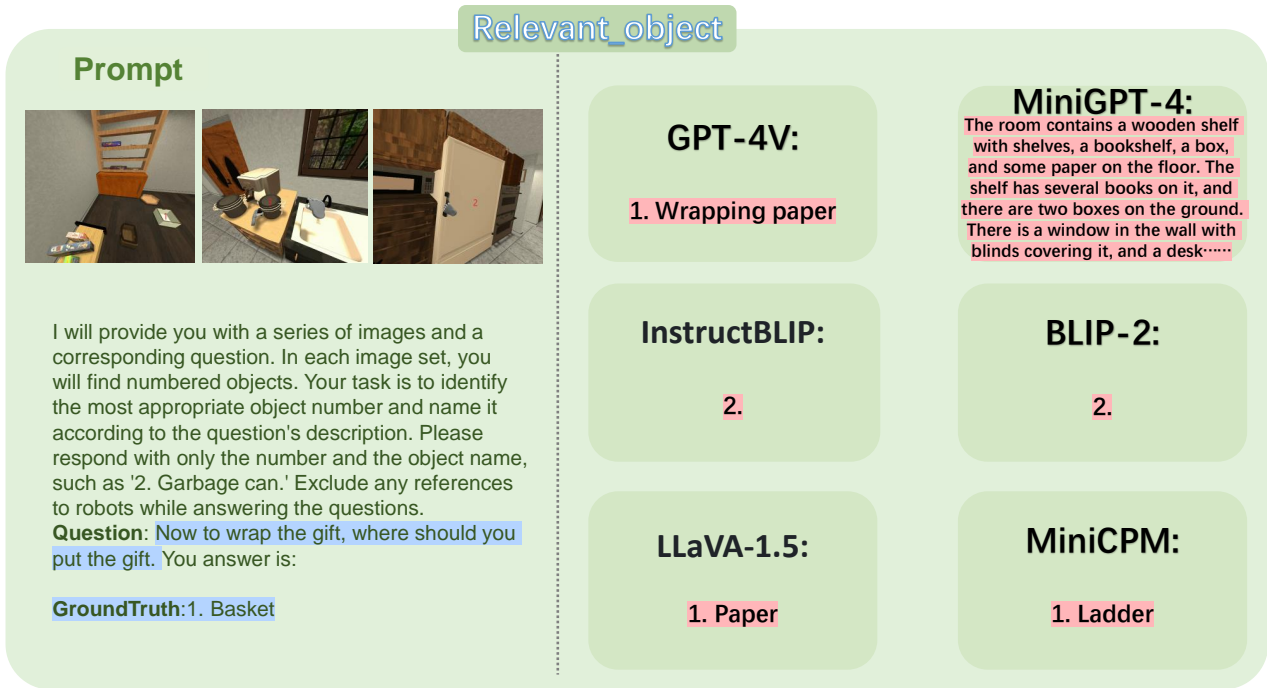 Relevant_object
Prompt
2
I will provide you with a series of images and a
corresponding question. In each image set, you
will find numbered objects. Your task is to identify
the most appropriate object number and name it
according to the question's description. Please
respond with only the number and the object name,
such as '2. Garbage can.' Exclude any references
to robots while answering the questions.
Question: Now to wrap the gift, where should you
put the gift. You answer is:
GroundTruth:1. Basket
GPT-4V:
1. Wrapping paper
MiniGPT-4:
The room contains a wooden shelf
with shelves, a bookshelf, a box,
and some paper on the floor. The
shelf has several books on it, and
there are two boxes on the ground.
There is a window in the wall with
blinds covering it, and a desk······
InstructBLIP:
2.
BLIP-2:
2.
LLaVA-1.5:
1. Paper
MiniCPM:
1. Ladder